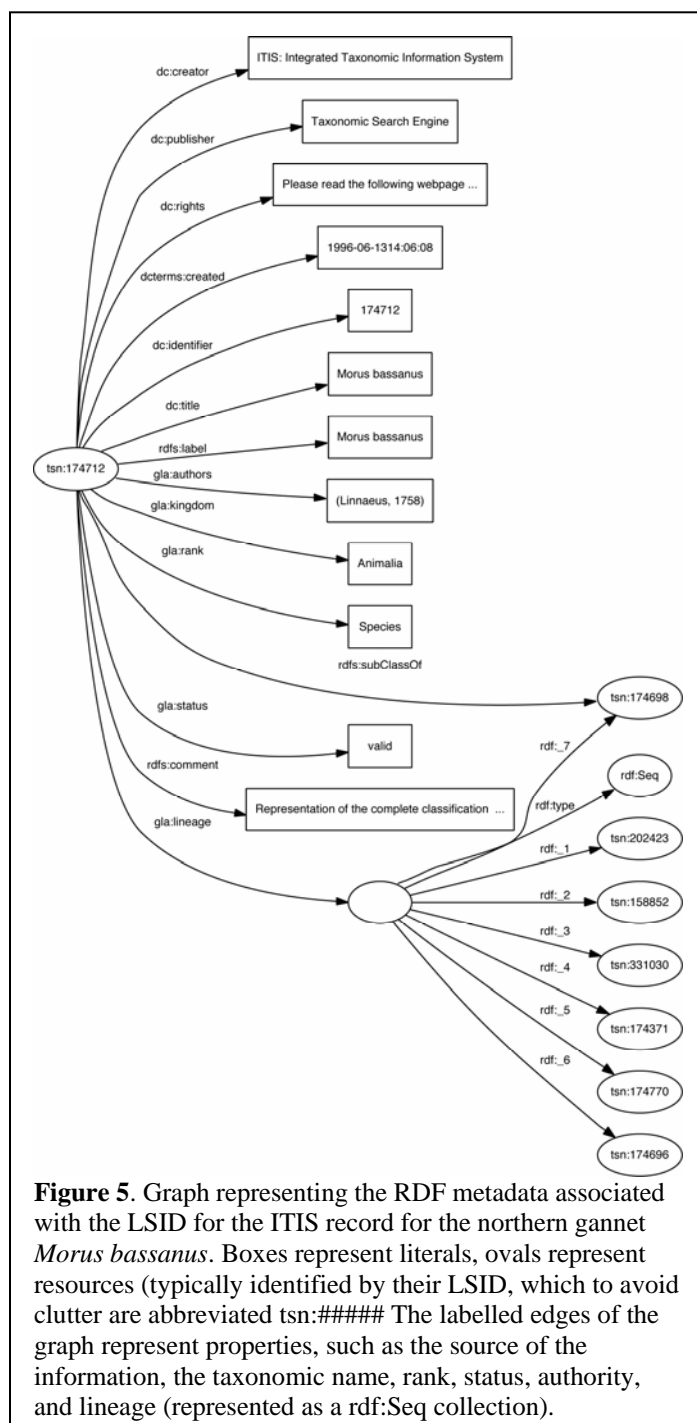 ITIS: Integrated Taxonomic Information System
dc:creator
Taxonomic Search Engine
dc:publisher
Please read the following webpage ...
dc:rights
1996-06-1314:06:08
dcterms:created
174712
dc:identifier
Morus bassanus
dc:title
Morus bassanus
rdfs:label
tsn:174712
gla:authors
(Linnaeus, 1758)
gla:kingdom
Animalia
gla:rank
Species
rdfs:subClassOf
tsn:174698
gla:status
valid
rdf:_7
rdfs:comment
rdf:Seq
rdf:type
Representation of the complete classification ...
gla:lineage
tsn:202423
rdf:_1
rdf:_2
tsn:158852
rdf:_3
tsn:331030
rdf:_4
tsn:174371
rdf:_5
tsn:174770
rdf:_6
tsn:174696
Figure 5. Graph representing the RDF metadata associated
with the LSID for the ITIS record for the northern gannet
Morus bassanus. Boxes represent literals, ovals represent
resources (typically identified by their LSID, which to avoid
clutter are abbreviated tsn:##### The labelled edges of the
graph represent properties, such as the source of the
information, the taxonomic name, rank, status, authority,
and lineage (represented as a rdf:Seq collection).